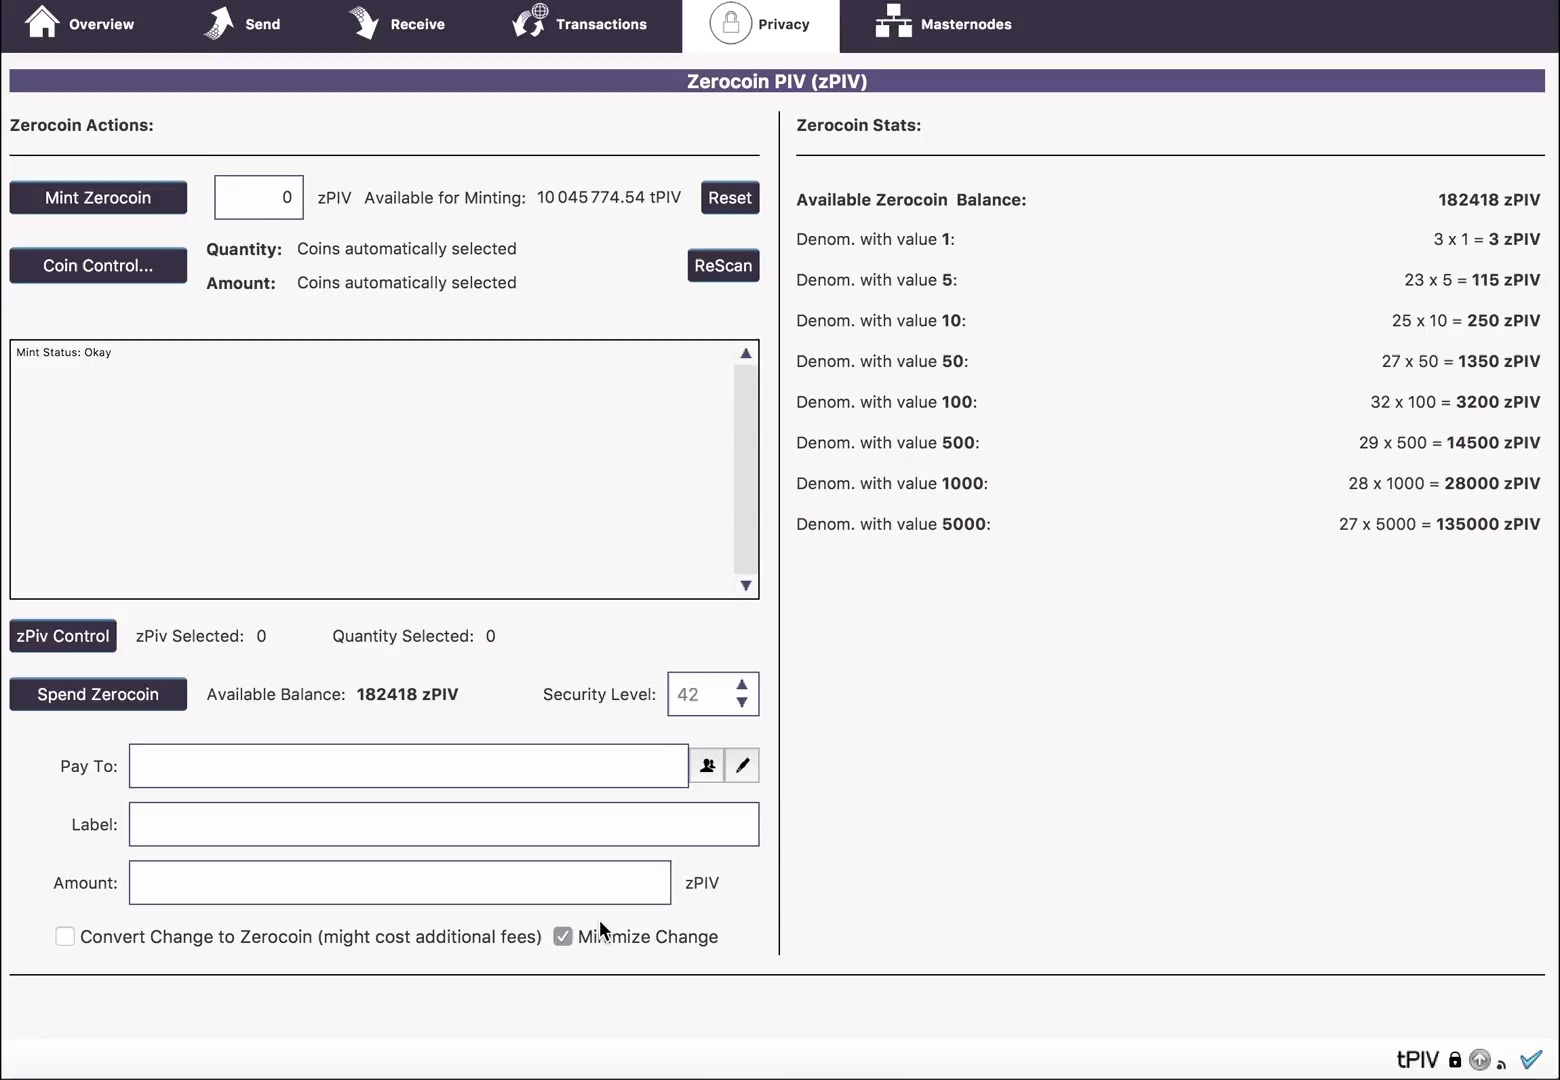 Overview Send Receive Transactions Privacy Masternodes
Zerocoin PIV (zPIV)
Zerocoin Actions:
Mint Zerocoin 0 zPIV Available for Minting: 10 045 774.54 tPIV Reset
Coin Control... Quantity: Coins automatically selected ReScan
Amount: Coins automatically selected
Mint Status: Okay
zPiv Control zPiv Selected: 0 Quantity Selected: 0
Spend Zerocoin Available Balance: 182418 zPIV Security Level: 42
Pay To:
Label:
Amount: zPIV
Convert Change to Zerocoin (might cost additional fees) Minimize Change
Zerocoin Stats:
Available Zerocoin Balance: 182418 zPIV
Denom. with value 1: 3 x 1 = 3 zPIV
Denom. with value 5: 23 x 5 = 115 zPIV
Denom. with value 10: 25 x 10 = 250 zPIV
Denom. with value 50: 27 x 50 = 1350 zPIV
Denom. with value 100: 32 x 100 = 3200 zPIV
Denom. with value 500: 29 x 500 = 14500 zPIV
Denom. with value 1000: 28 x 1000 = 28000 zPIV
Denom. with value 5000: 27 x 5000 = 135000 zPIV
tPIV